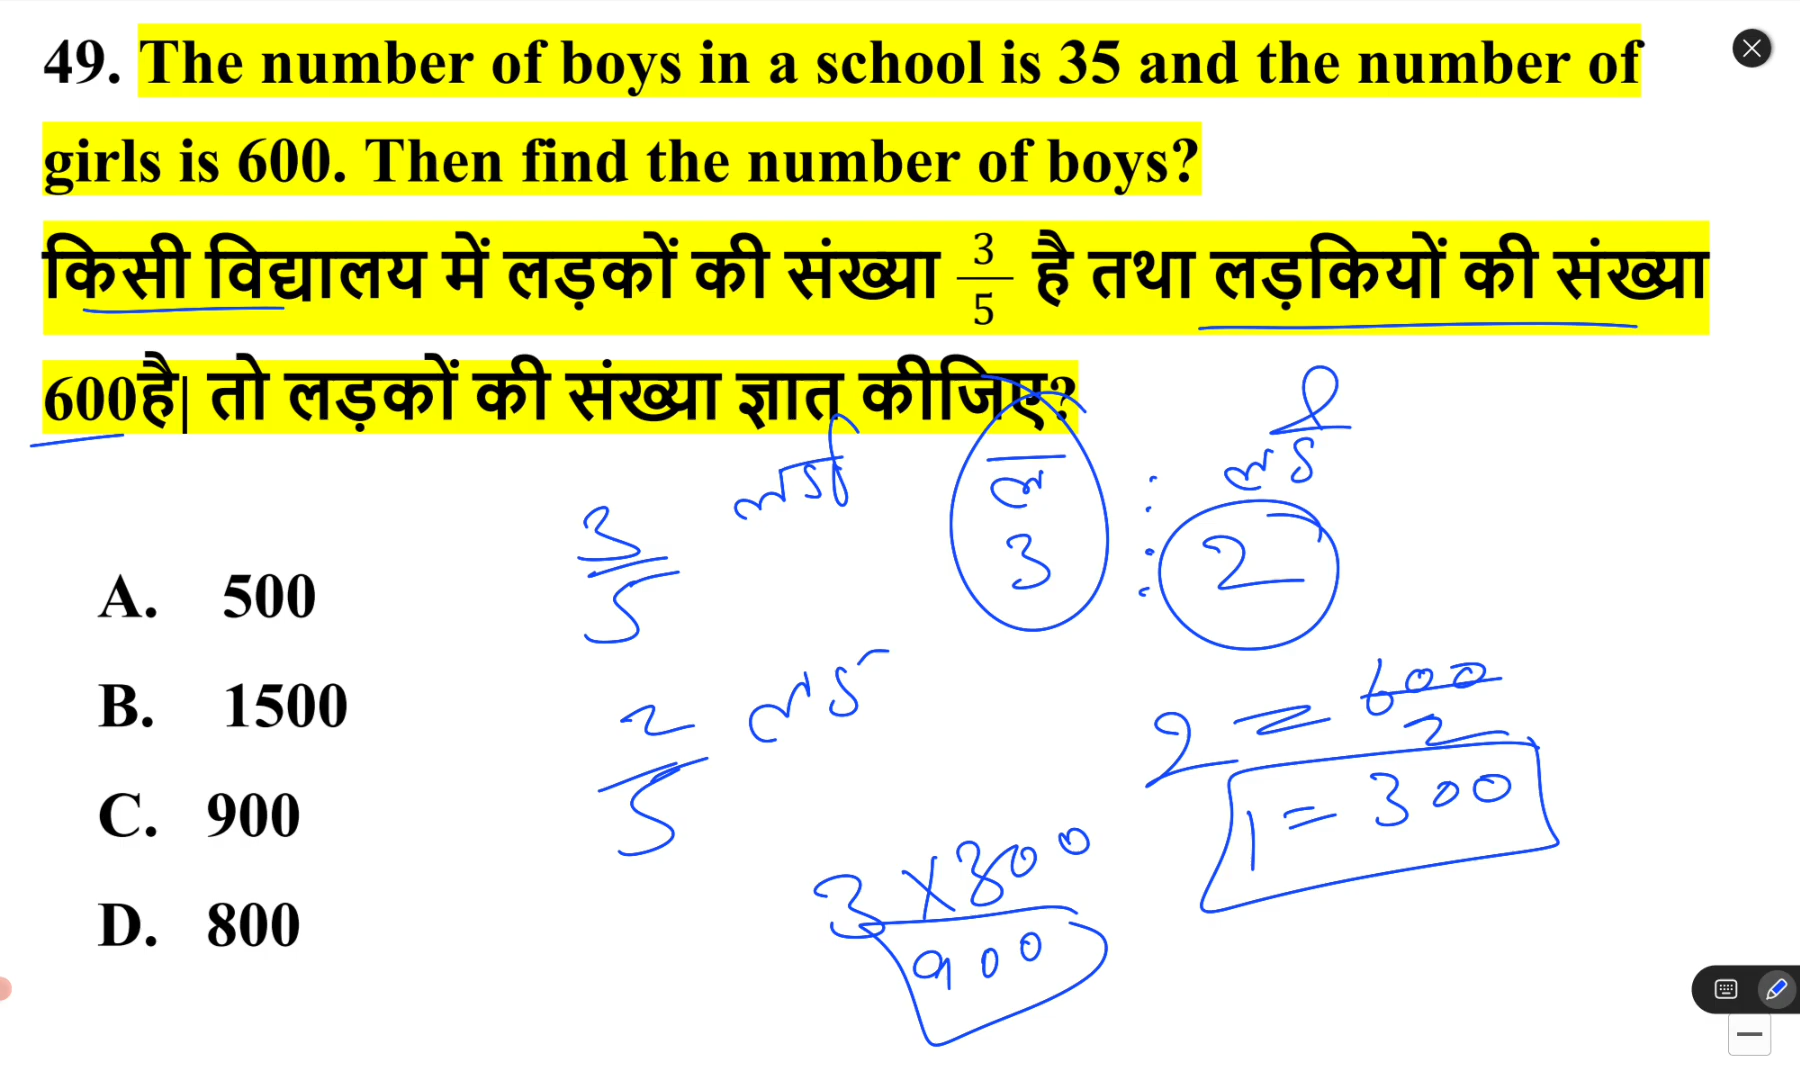 49. The number of boys in a school is 35 and the number of
girls is 600. Then find the number of boys?
किसी विद्यालय में लड़कों की संख्या 3/5 है तथा लड़कियों की संख्या
600है| तो लड़कों की संख्या ज्ञात कीजिए?
A. 500
B. 1500
C. 900
D. 800
3/5
3 : 2
2/5
2 = 600/2
1 = 300
3 × 300
900